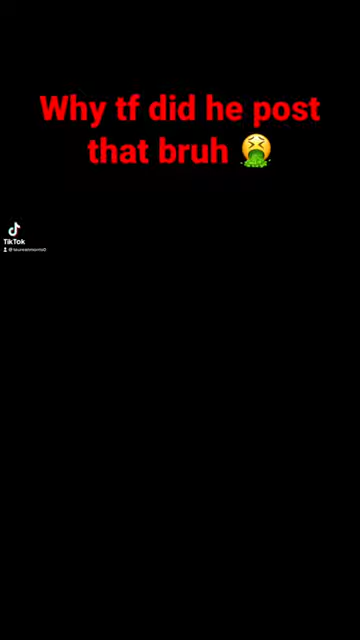 Why tf did he post
that bruh 🤮
TikTok